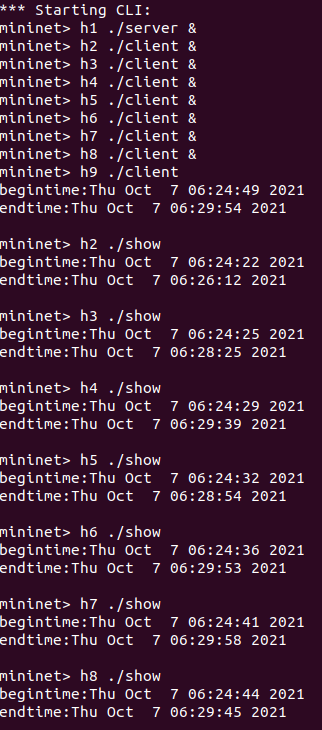 *** Starting CLI:
mininet> h1 ./server &
mininet> h2 ./client &
mininet> h3 ./client &
mininet> h4 ./client &
mininet> h5 ./client &
mininet> h6 ./client &
mininet> h7 ./client &
mininet> h8 ./client &
mininet> h9 ./client
begintime:Thu Oct  7 06:24:49 2021
endtime:Thu Oct  7 06:29:54 2021

mininet> h2 ./show
begintime:Thu Oct  7 06:24:22 2021
endtime:Thu Oct  7 06:26:12 2021

mininet> h3 ./show
begintime:Thu Oct  7 06:24:25 2021
endtime:Thu Oct  7 06:28:25 2021

mininet> h4 ./show
begintime:Thu Oct  7 06:24:29 2021
endtime:Thu Oct  7 06:29:39 2021

mininet> h5 ./show
begintime:Thu Oct  7 06:24:32 2021
endtime:Thu Oct  7 06:28:54 2021

mininet> h6 ./show
begintime:Thu Oct  7 06:24:36 2021
endtime:Thu Oct  7 06:29:53 2021

mininet> h7 ./show
begintime:Thu Oct  7 06:24:41 2021
endtime:Thu Oct  7 06:29:58 2021

mininet> h8 ./show
begintime:Thu Oct  7 06:24:44 2021
endtime:Thu Oct  7 06:29:45 2021